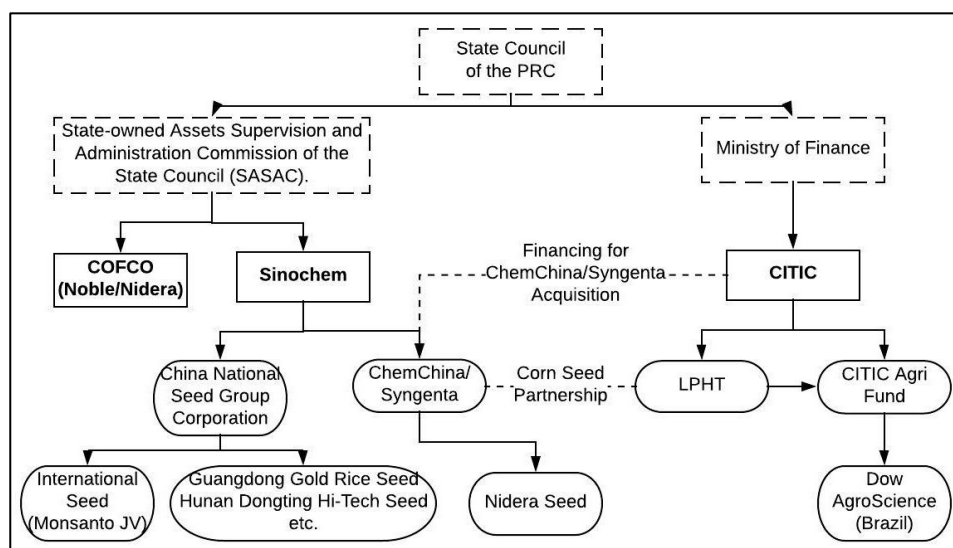 State Council
of the PRC
State-owned Assets Supervision and
Administration Commission of the
State Council (SASAC).
Ministry of Finance
COFCO
(Noble/Nidera)
Sinochem
Financing for
ChemChina/Syngenta
Acquisition
CITIC
China National
Seed Group
Corporation
ChemChina/
Syngenta
Corn Seed
Partnership
LPHT
CITIC Agri
Fund
International
Seed
(Monsanto JV)
Guangdong Gold Rice Seed
Hunan Dongting Hi-Tech Seed
etc.
Nidera Seed
Dow
AgroScience
(Brazil)